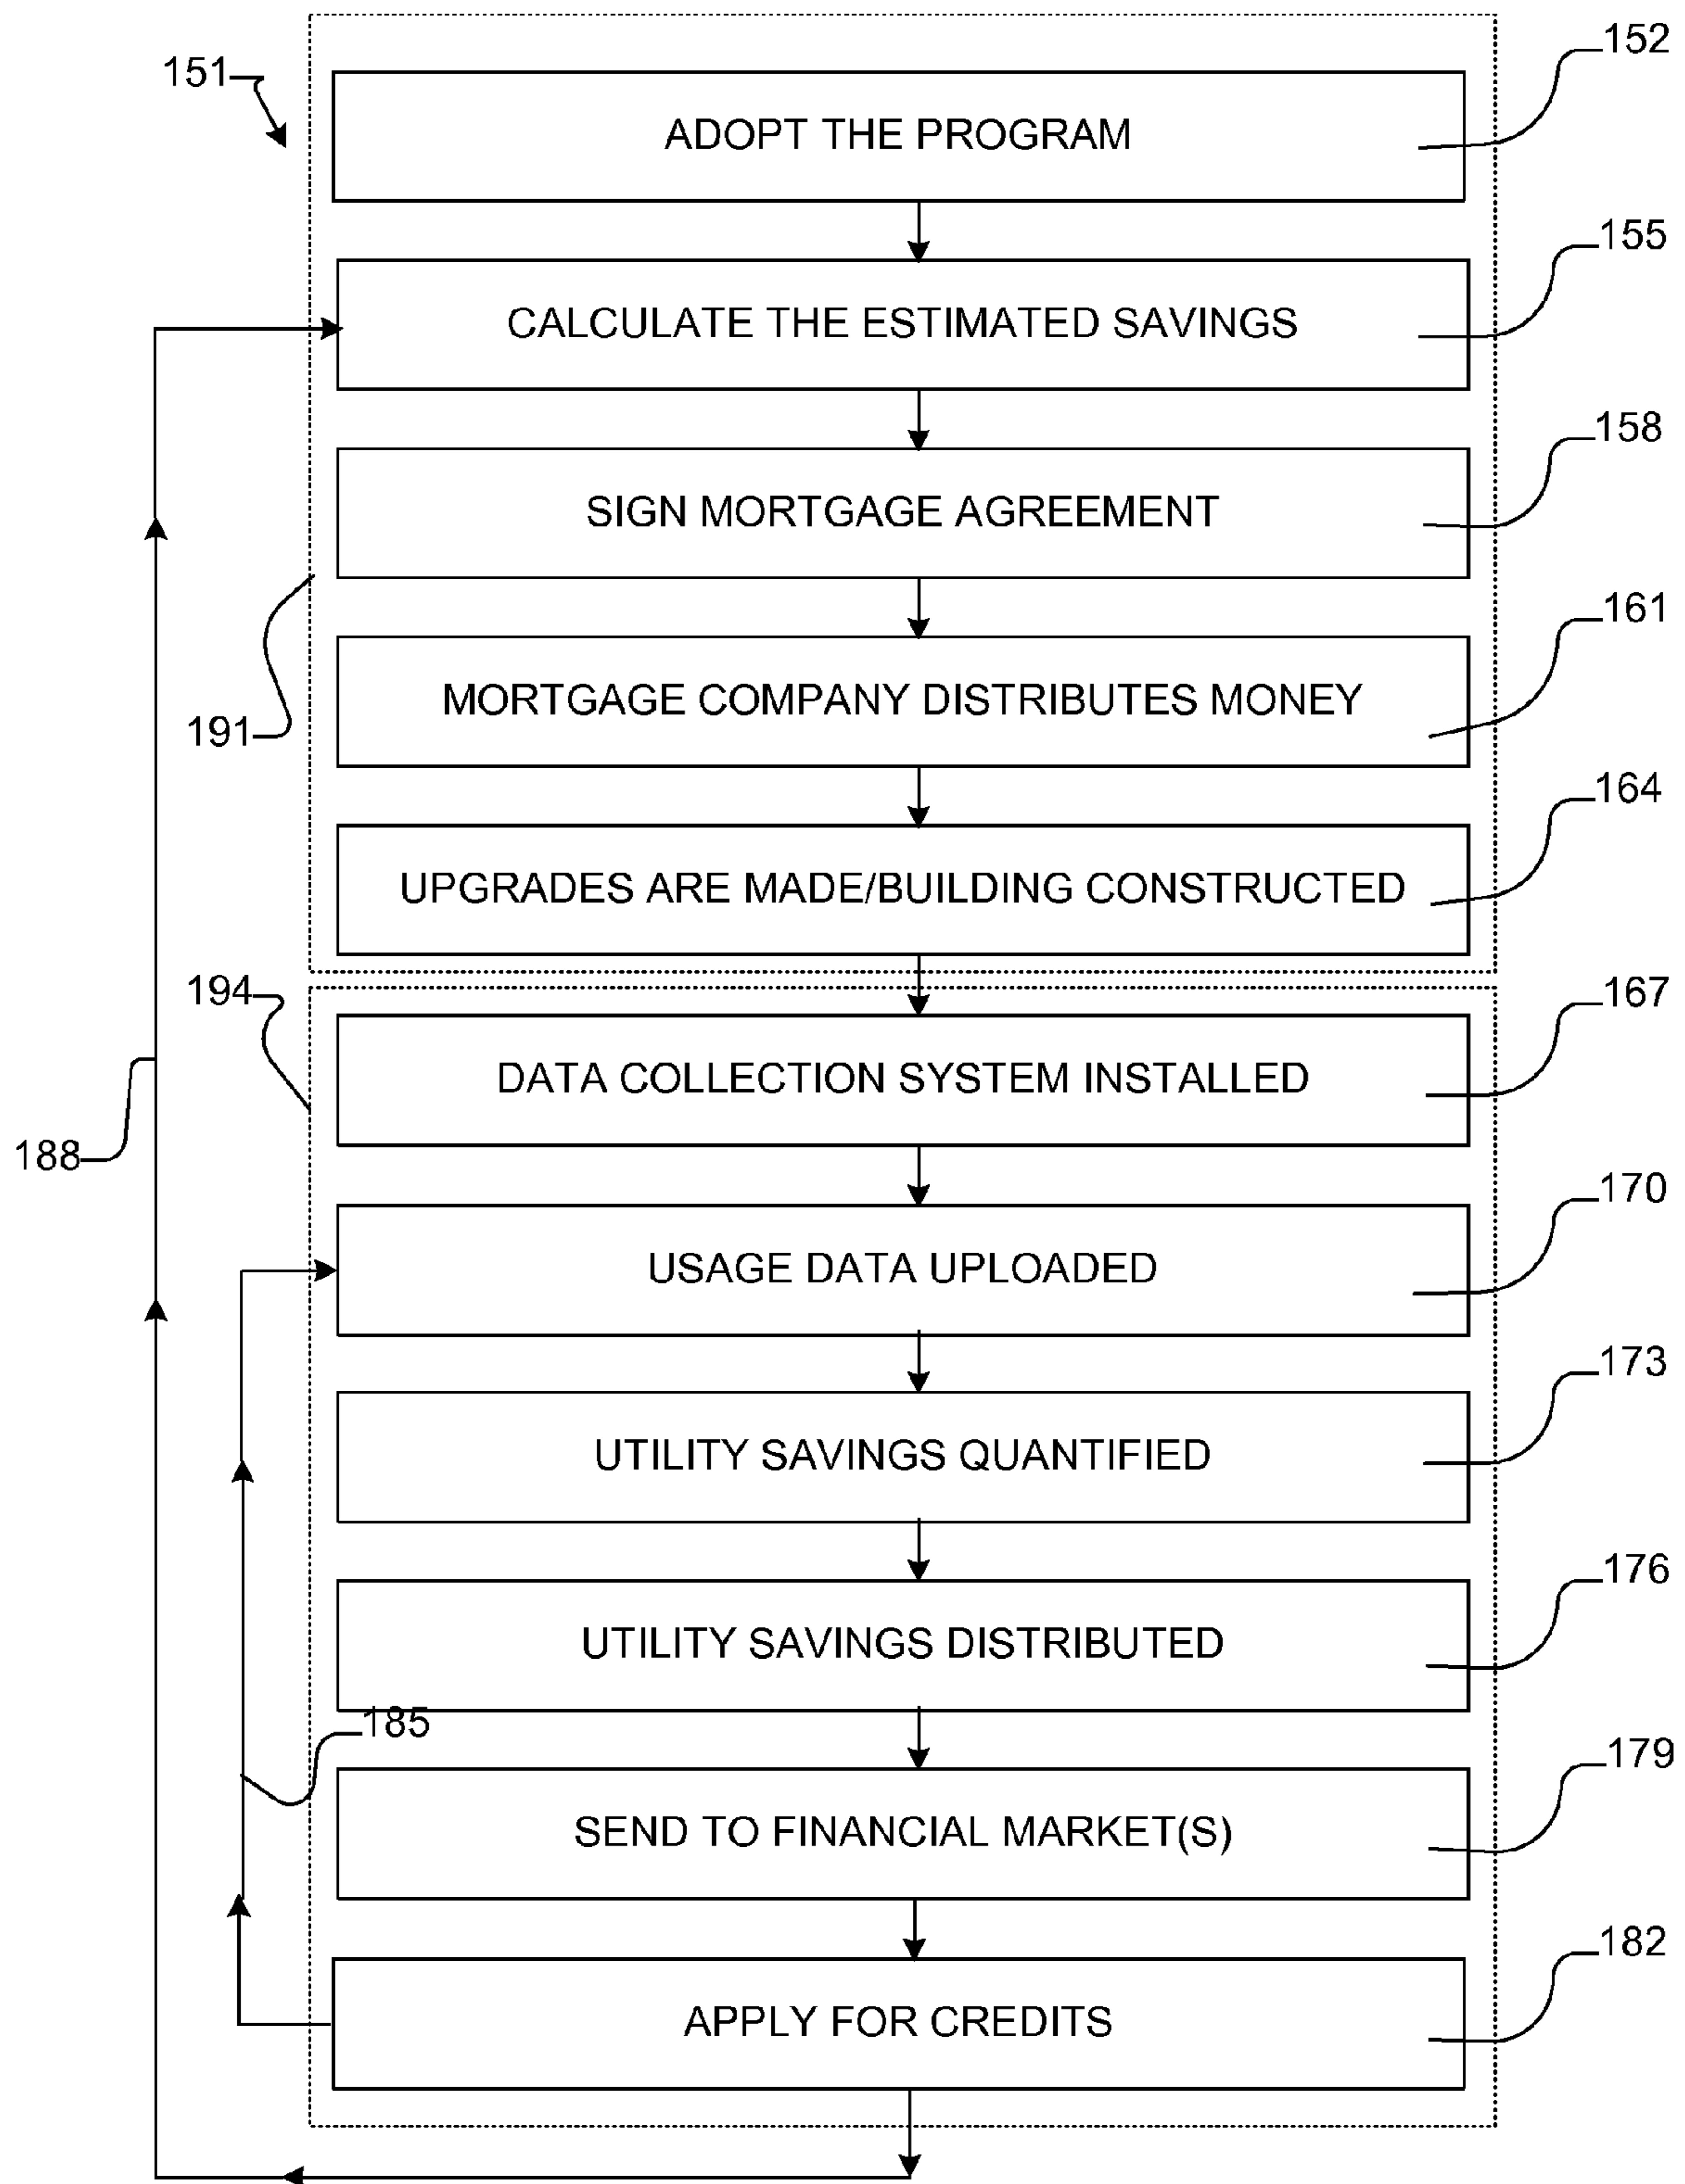 152
151
ADOPT THE PROGRAM
155
CALCULATE THE ESTIMATED SAVINGS
158
SIGN MORTGAGE AGREEMENT
161
MORTGAGE COMPANY DISTRIBUTES MONEY
191
164
UPGRADES ARE MADE/BUILDING CONSTRUCTED
194
167
DATA COLLECTION SYSTEM INSTALLED
188
170
USAGE DATA UPLOADED
173
UTILITY SAVINGS QUANTIFIED
176
UTILITY SAVINGS DISTRIBUTED
185
179
SEND TO FINANCIAL MARKET(S)
182
APPLY FOR CREDITS